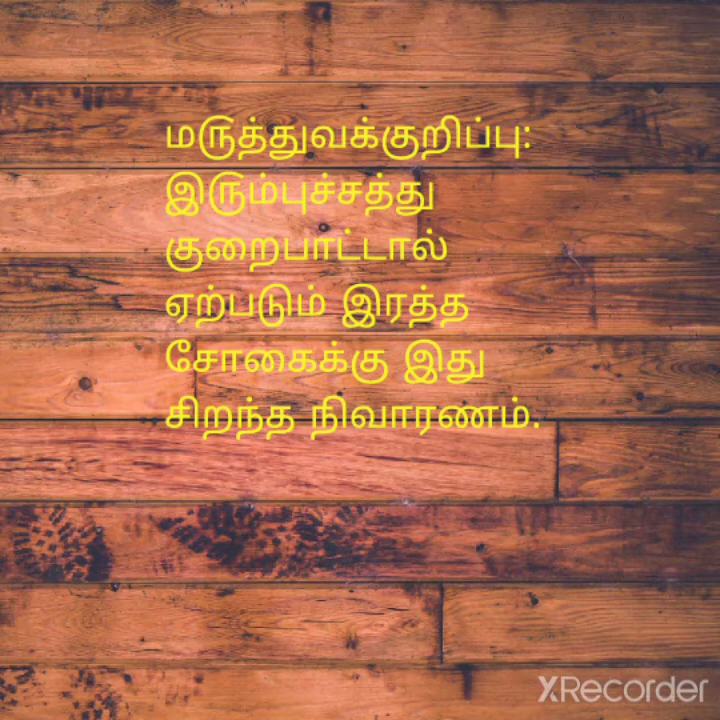 மருத்துவக்குறிப்பு:
இரும்புச்சத்து
குறைபாட்டால்
ஏற்படும் இரத்த
சோகைக்கு இது
சிறந்த நிவாரணம்.
XRecorder